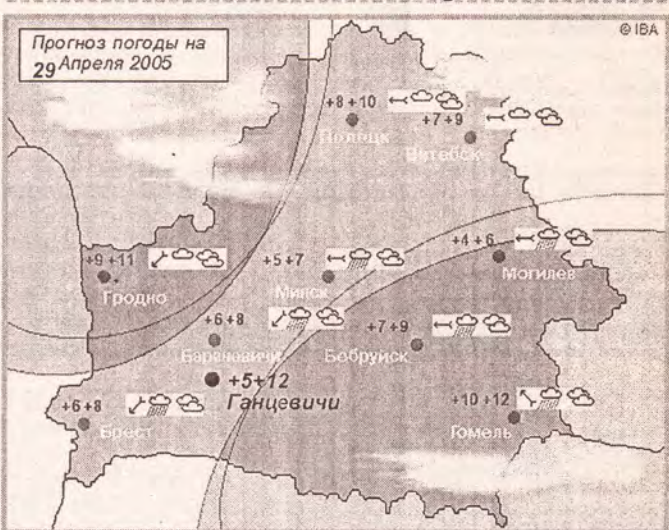 Прогноз погоды на
29 Апреля 2005
© IBA
+8 +10
Полоцк
+7 +9
Витебск
+9 +11
Гродно
+5 +7
Минск
+4 +6
Могилев
+6 +8
Барановичи
+7 +9
Бобруйск
+5+12
Ганцевичи
+6 +8
Брест
+10 +12
Гомель